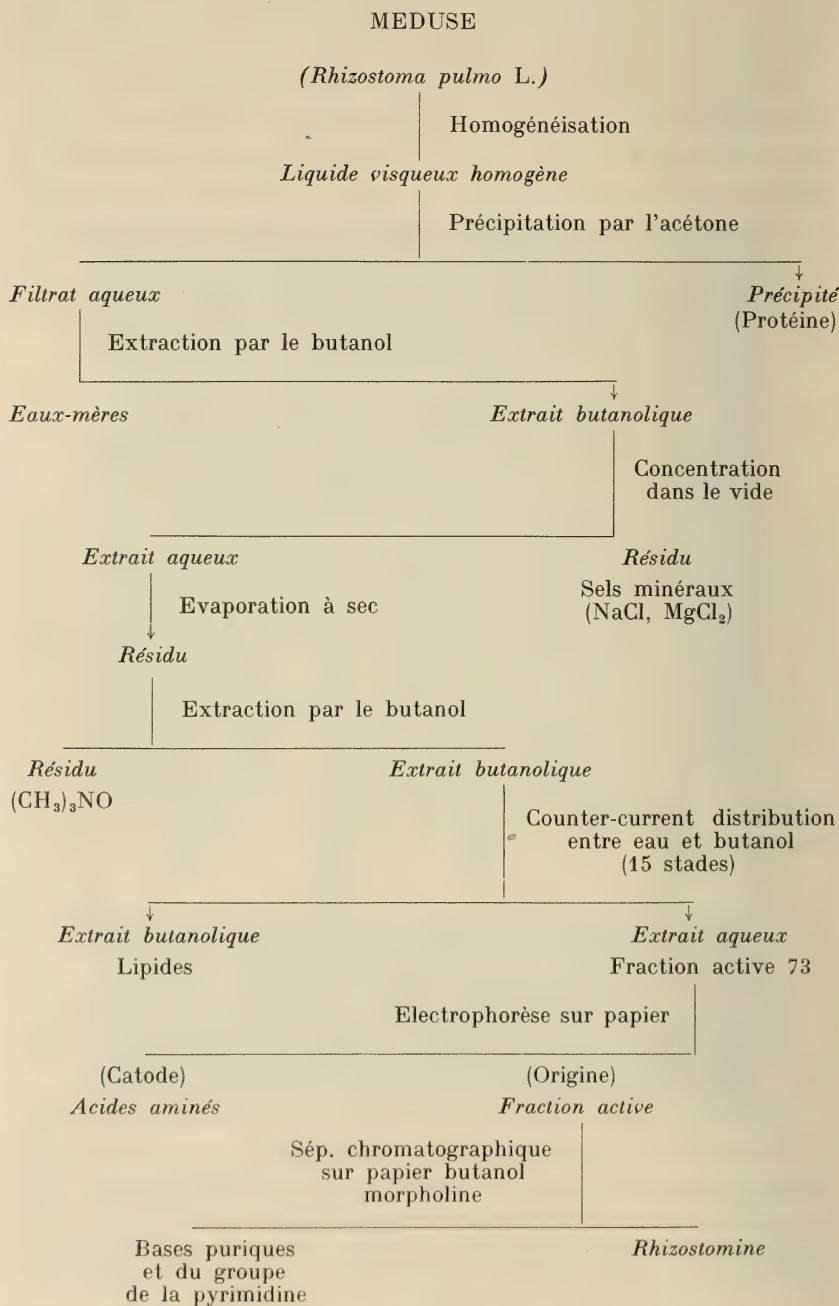 MEDUSE
(Rhizostoma pulmo L.)
Homogénéisation
Liquide visqueux homogène
Précipitation par l'acétone
Filtrat aqueux
Précipité
(Protéine)
Extraction par le butanol
Eaux-mères
Extrait butanolique
Concentration
dans le vide
Extrait aqueux
Résidu
Sels minéraux
(NaCl, MgCl₂)
Evaporation à sec
Résidu
Extraction par le butanol
Résidu
(CH₃)₃NO
Extrait butanolique
Counter-current distribution
entre eau et butanol
(15 stades)
Extrait butanolique
Lipides
Extrait aqueux
Fraction active 73
Electrophorèse sur papier
(Catode)
Acides aminés
(Origine)
Fraction active
Sép. chromatographique
sur papier butanol
morpholine
Bases puriques
et du groupe
de la pyrimidine
Rhizostomine